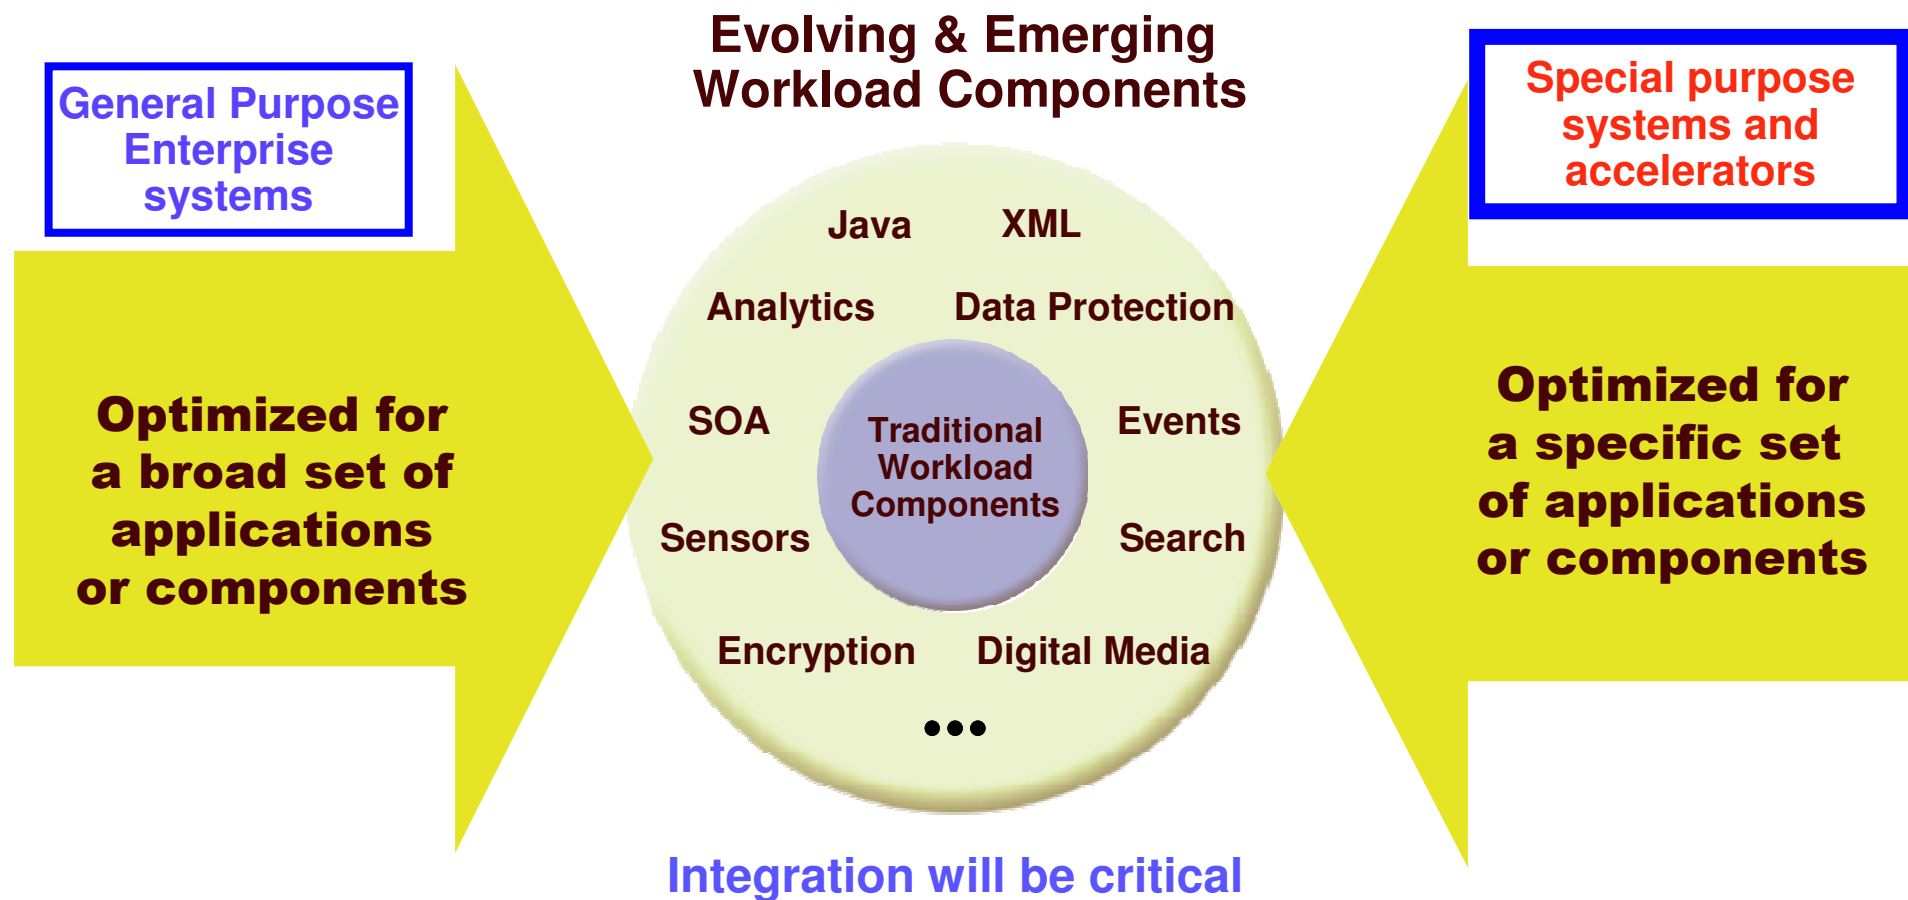 Evolving & Emerging
Workload Components
General Purpose
Enterprise
systems
Special purpose
systems and
accelerators
Optimized for
a broad set of
applications
or components
Java
XML
Analytics
Data Protection
SOA
Events
Traditional
Workload
Components
Sensors
Search
Encryption
Digital Media
•••
Optimized for
a specific set
of applications
or components
Integration will be critical